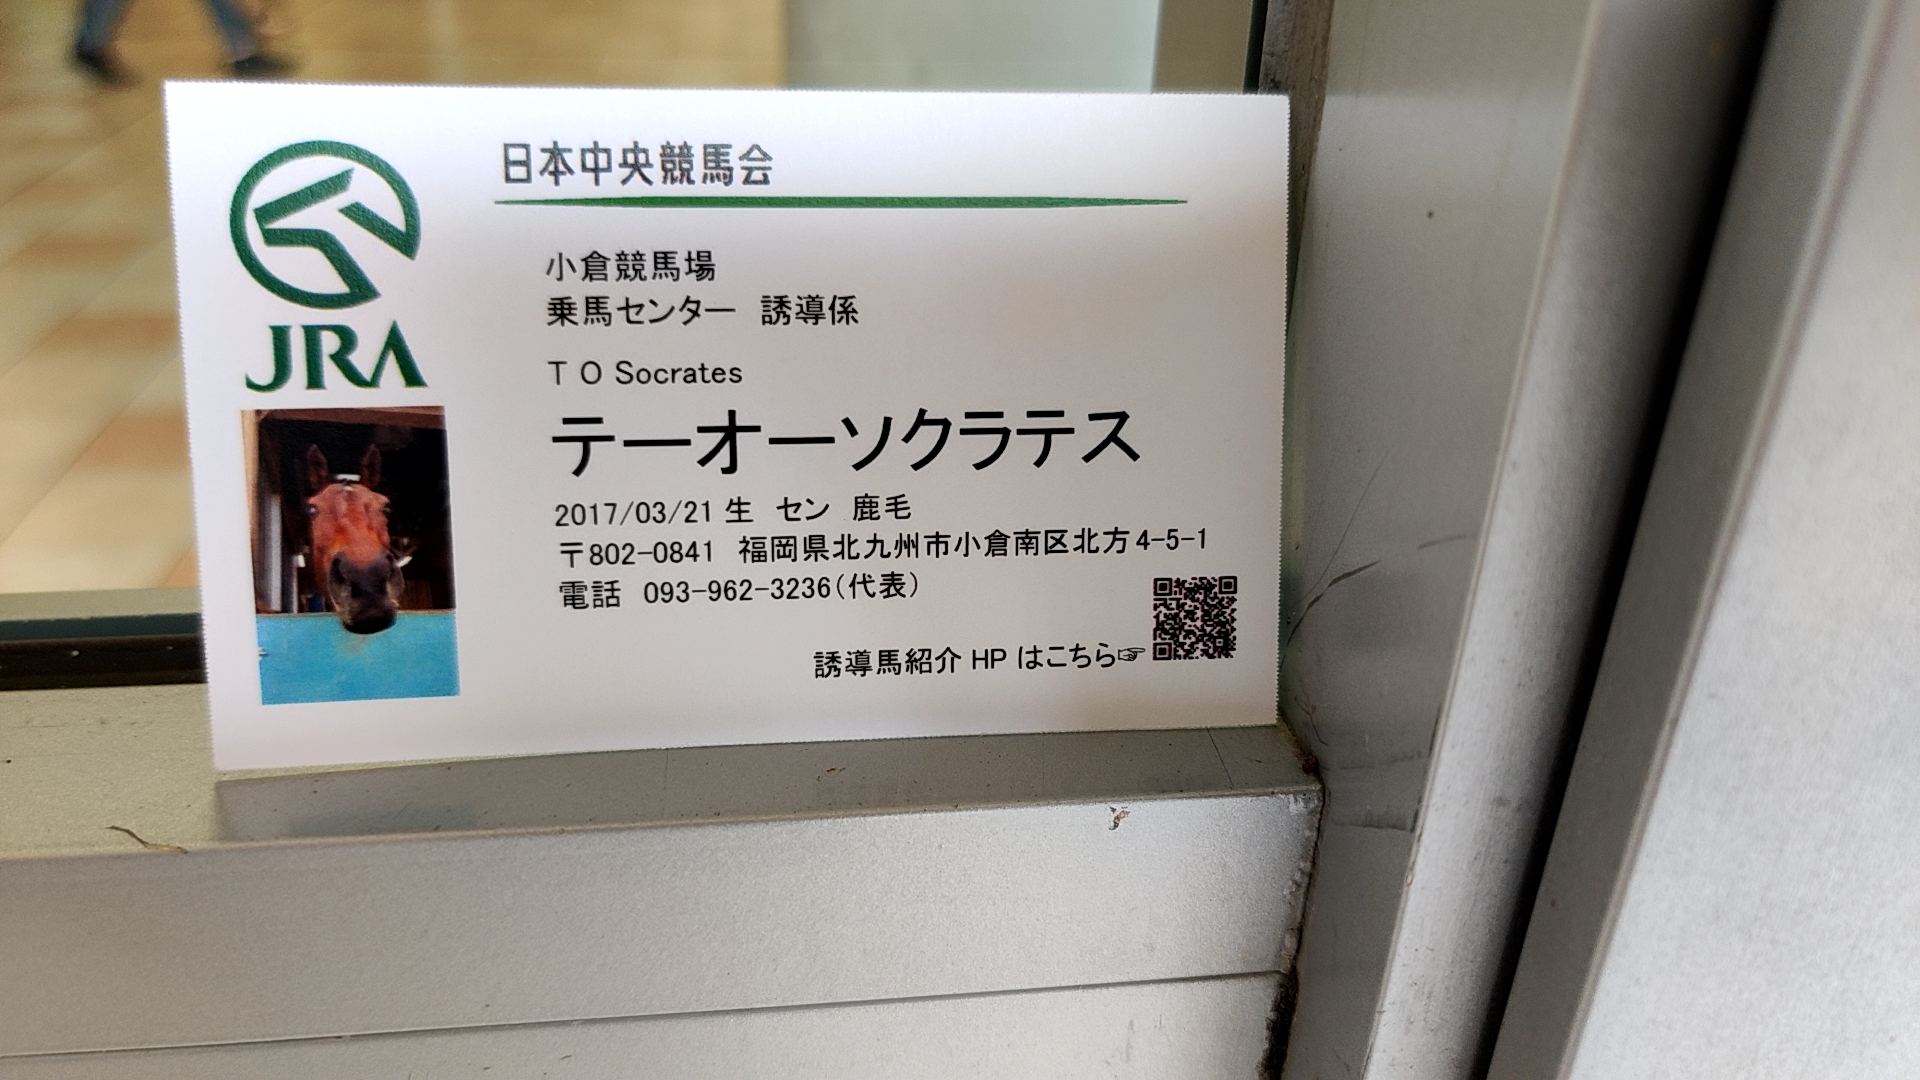 日本中央競馬会
JRA
小倉競馬場
乗馬センター 誘導係
T O Socrates
テーオーソクラテス
2017/03/21 生 セン 鹿毛
〒802-0841 福岡県北九州市小倉南区北方4-5-1
電話 093-962-3236(代表)
誘導馬紹介 HP はこちら☞